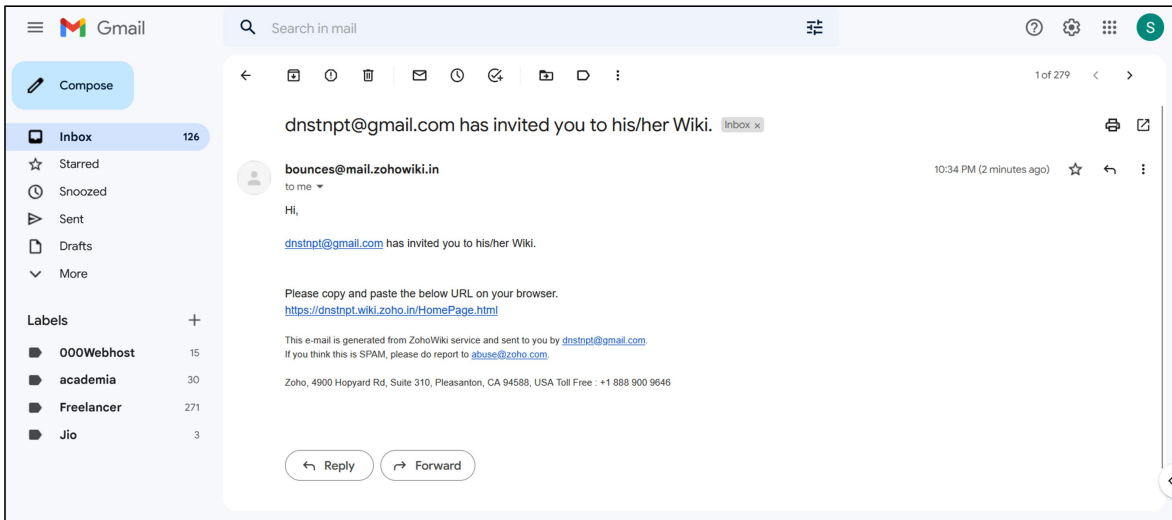 Gmail
Search in mail
S
Compose
1 of 279
Inbox 126
Starred
Snoozed
Sent
Drafts
More
Labels
000Webhost 15
academia 30
Freelancer 271
Jio 3
dnstnpt@gmail.com has invited you to his/her Wiki. Inbox x
bounces@mail.zohowiki.in 10:34 PM (2 minutes ago)
to me
Hi,
dnstnpt@gmail.com has invited you to his/her Wiki.
Please copy and paste the below URL on your browser.
https://dnstnpt.wiki.zoho.in/HomePage.html
This e-mail is generated from ZohoWiki service and sent to you by dnstnpt@gmail.com.
If you think this is SPAM, please do report to abuse@zoho.com.
Zoho, 4900 Hopyard Rd, Suite 310, Pleasanton, CA 94588, USA Toll Free : +1 888 900 9646
Reply
Forward